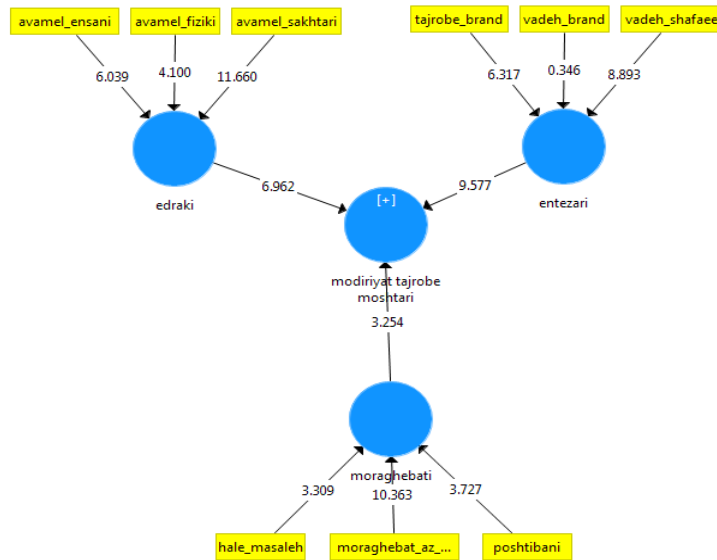 avamel_ensani
avamel_fiziki
avamel_sakhtari
tajrobe_brand
vadeh_brand
vadeh_shafaee
6.039
4.100
11.660
6.317
0.346
8.893
edraki
entezari
6.962
9.577
[+]
modiriyat tajrobe
moshtari
3.254
moraghebati
3.309
10.363
3.727
hale_masaleh
moraghebat_az_...
poshtibani